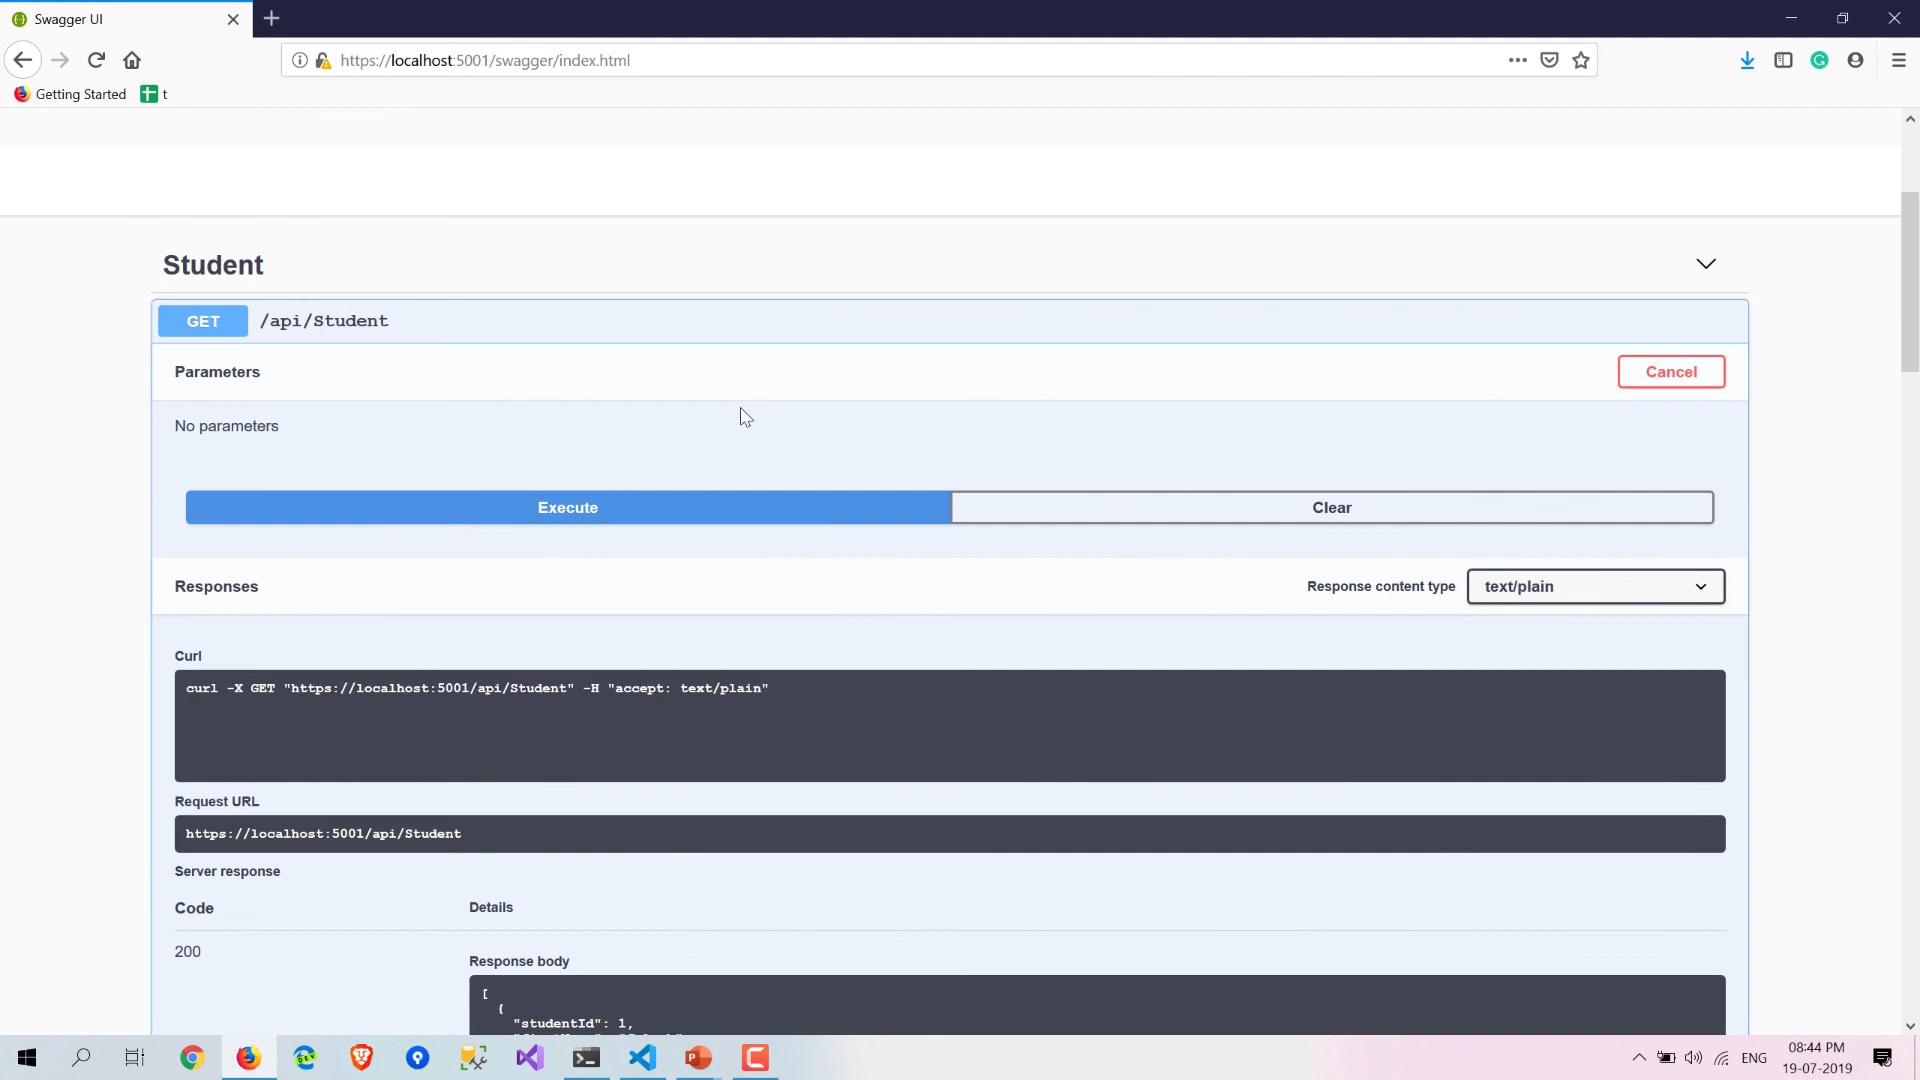 Swagger UI
https://localhost:5001/swagger/index.html
Getting Started t
Student
GET /api/Student
Parameters Cancel
No parameters
Execute Clear
Responses Response content type text/plain
Curl
curl -X GET "https://localhost:5001/api/Student" -H "accept: text/plain"
Request URL
https://localhost:5001/api/Student
Server response
Code Details
200
Response body
[
{
"studentId": 1,
ENG
08:44 PM
19-07-2019